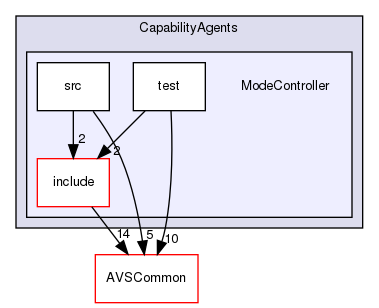 CapabilityAgents
src
test
ModeController
2
2
include
14
5
10
AVSCommon